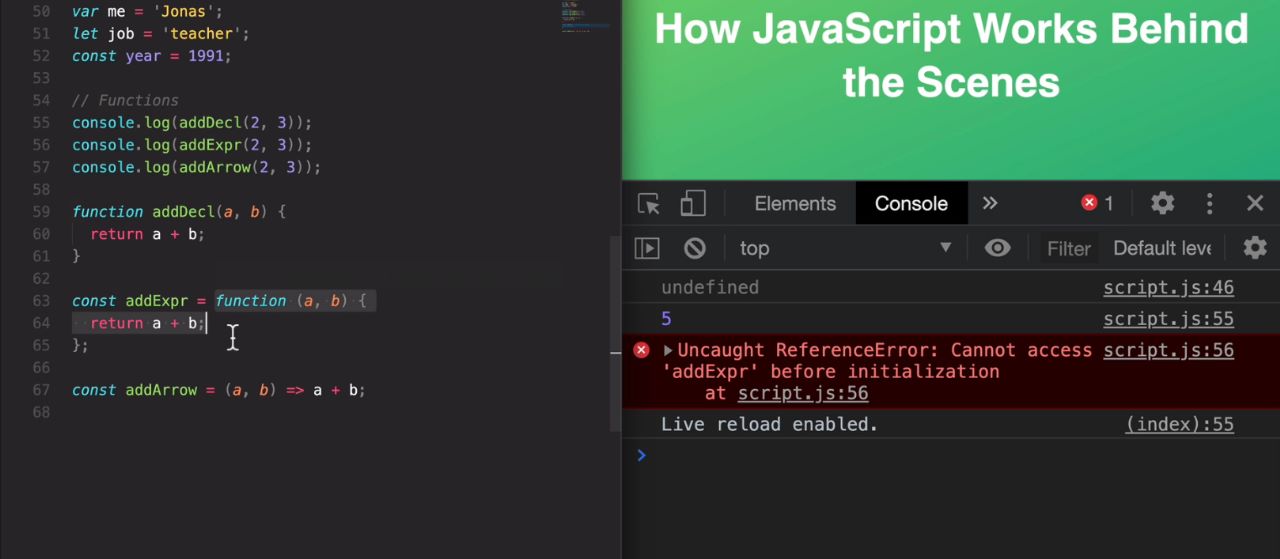 50 var me = 'Jonas';
51 let job = 'teacher';
52 const year = 1991;
53
54 // Functions
55 console.log(addDecl(2, 3));
56 console.log(addExpr(2, 3));
57 console.log(addArrow(2, 3));
58
59 function addDecl(a, b) {
60 return a + b;
61 }
62
63 const addExpr = function (a, b) {
64 return a + b;
65 };
66
67 const addArrow = (a, b) => a + b;
68
How JavaScript Works Behind
the Scenes
Elements Console » 1
top Filter Default leve
undefined script.js:46
5 script.js:55
Uncaught ReferenceError: Cannot access script.js:56
'addExpr' before initialization
at script.js:56
Live reload enabled. (index):55